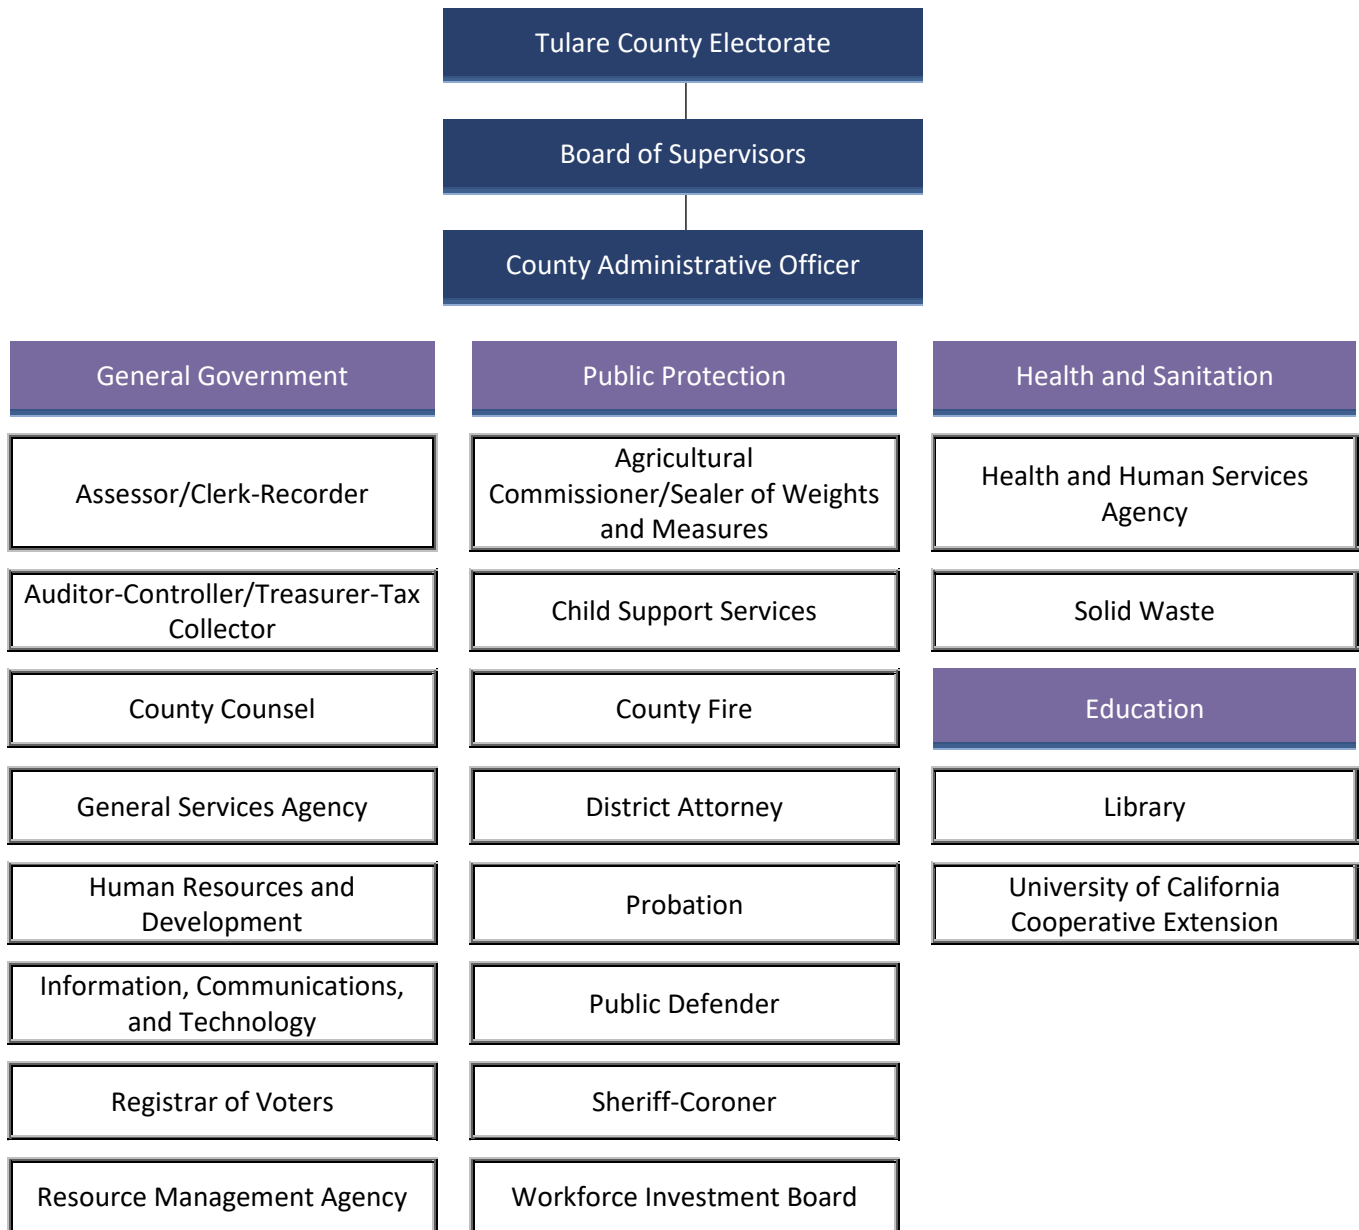 Tulare County Electorate
Board of Supervisors
County Administrative Officer
General Government
Assessor/Clerk-Recorder
Auditor-Controller/Treasurer-Tax
Collector
County Counsel
General Services Agency
Human Resources and
Development
Information, Communications,
and Technology
Registrar of Voters
Resource Management Agency
Public Protection
Agricultural
Commissioner/Sealer of Weights
and Measures
Child Support Services
County Fire
District Attorney
Probation
Public Defender
Sheriff-Coroner
Workforce Investment Board
Health and Sanitation
Health and Human Services
Agency
Solid Waste
Education
Library
University of California
Cooperative Extension